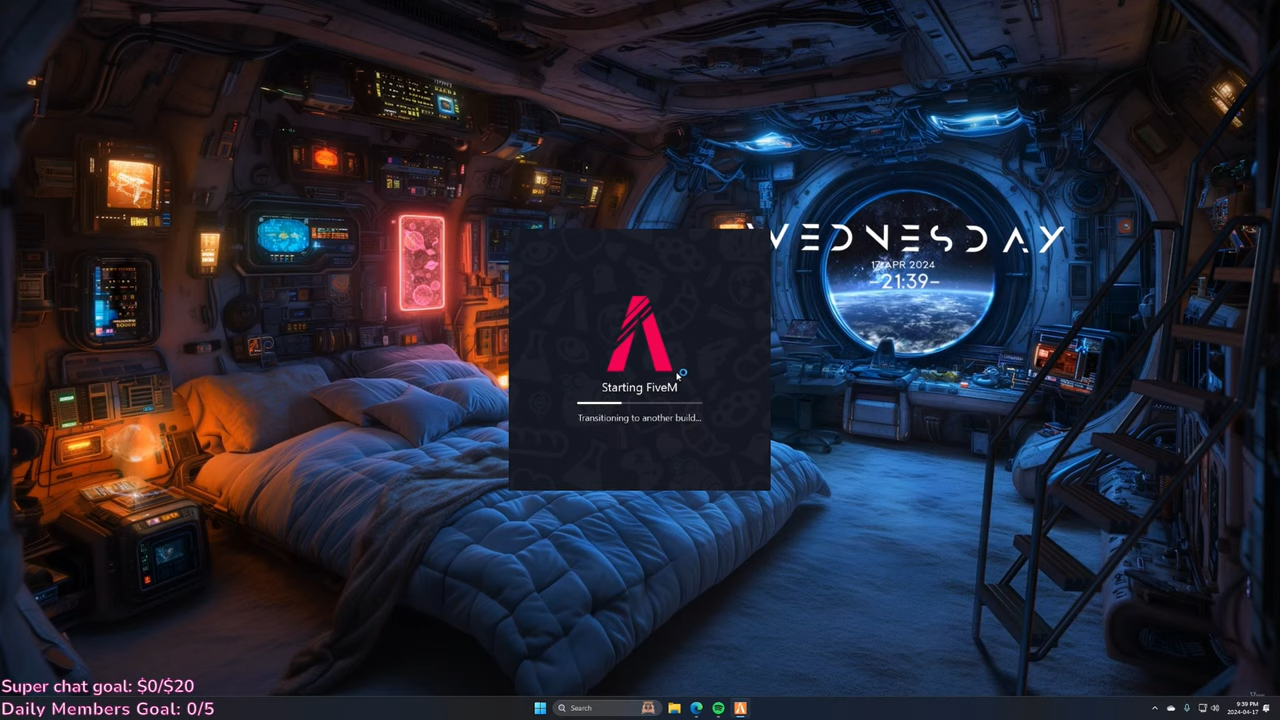 WEDNESDAY
17 APR 2024
-21:39-
Starting FiveM
Transitioning to another build...
Super chat goal: $0/$20
Daily Members Goal: 0/5
Search
9:39 PM
2024-04-17